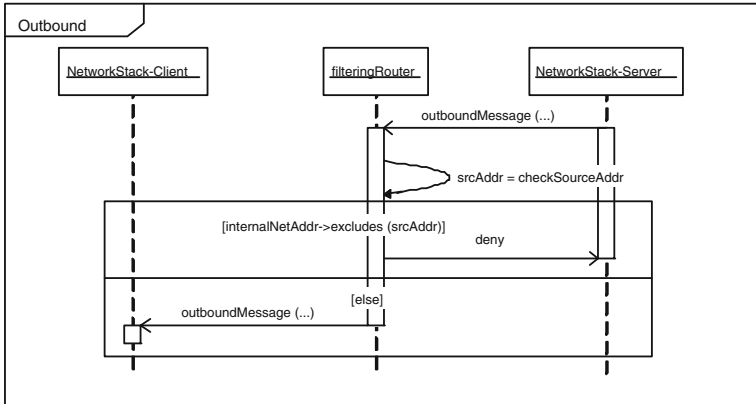 Outbound
NetworkStack-Client
filteringRouter
NetworkStack-Server
outboundMessage (...)
srcAddr = checkSourceAddr
[internalNetAddr->excludes (srcAddr)]
deny
[else]
outboundMessage (...)